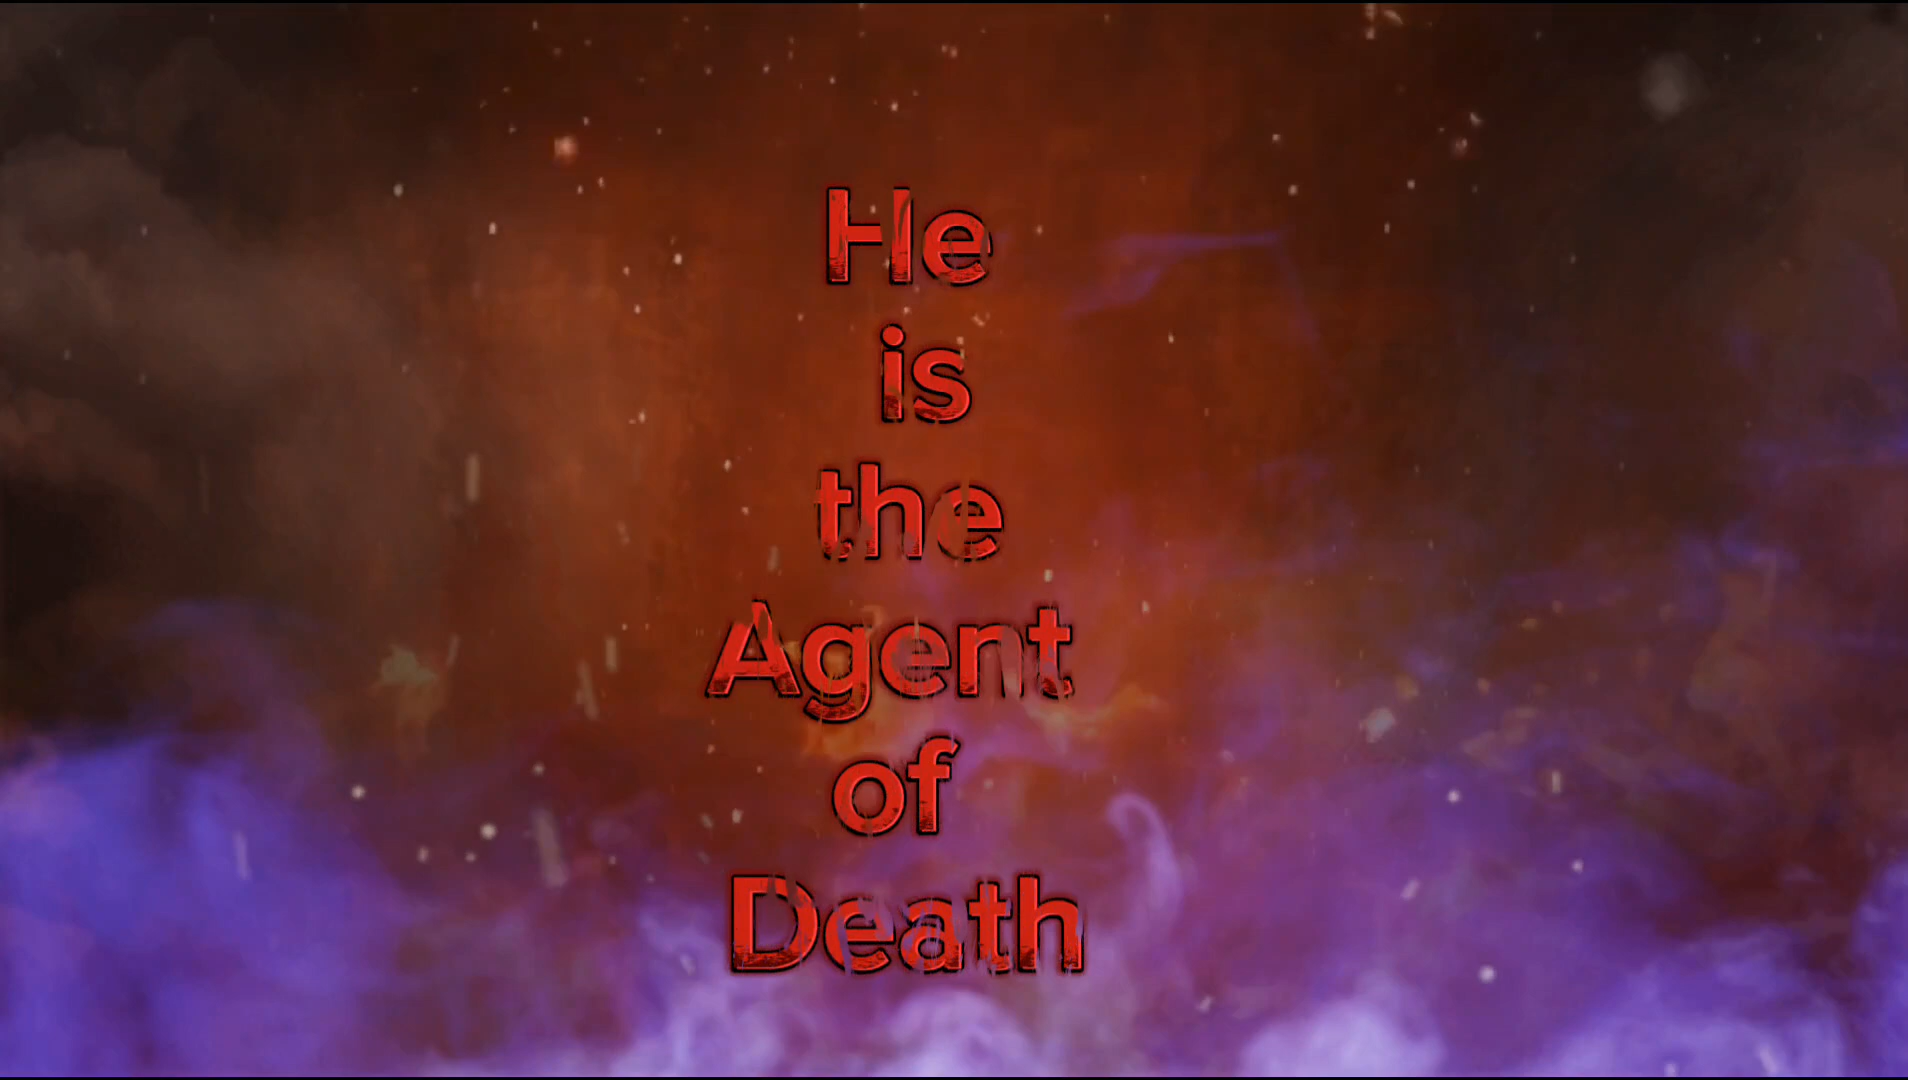 He
is
the
Agent
of
Death